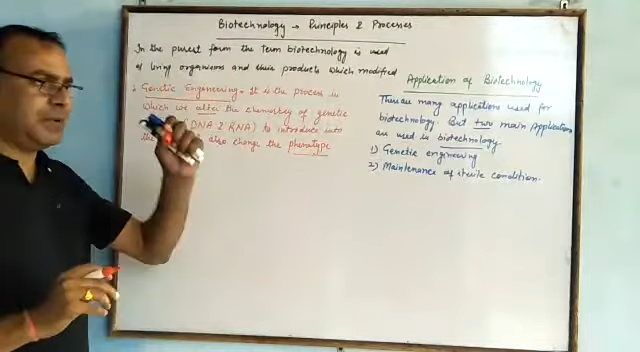 Biotechnology → Principles & Processes
In the purest form the term biotechnology is used
of living organisms and their products which modified
Genetic Engineering - It is the process in
which we alter the chemistry of genetic
(DNA & RNA) to introduce into
the also change the phenotype
Application of Biotechnology
There are many applications used for
biotechnology. But two main Applications
are used in biotechnology.
1) Genetic engineering
2) Maintenance of sterile condition.